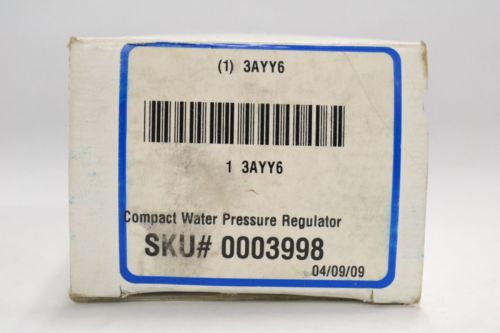 (1) 3AYY6
1 3AYY6
Compact Water Pressure Regulator
SKU# 0003998
04/09/09